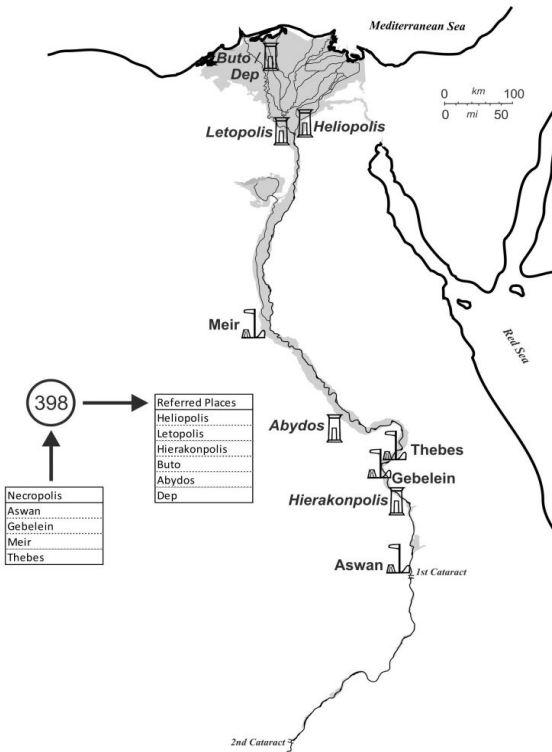 Mediterranean Sea
Buto /
Dep
km
0 100
0 50
mi
Letopolis
Heliopolis
Meir
Red Sea
398
Referred Places
Heliopolis
Letopolis
Hierakonpolis
Buto
Abydos
Dep
Abydos
Thebes
Gebelein
Hierakonpolis
Necropolis
Aswan
Gebelein
Meir
Thebes
Aswan
1st Cataract
2nd Cataract